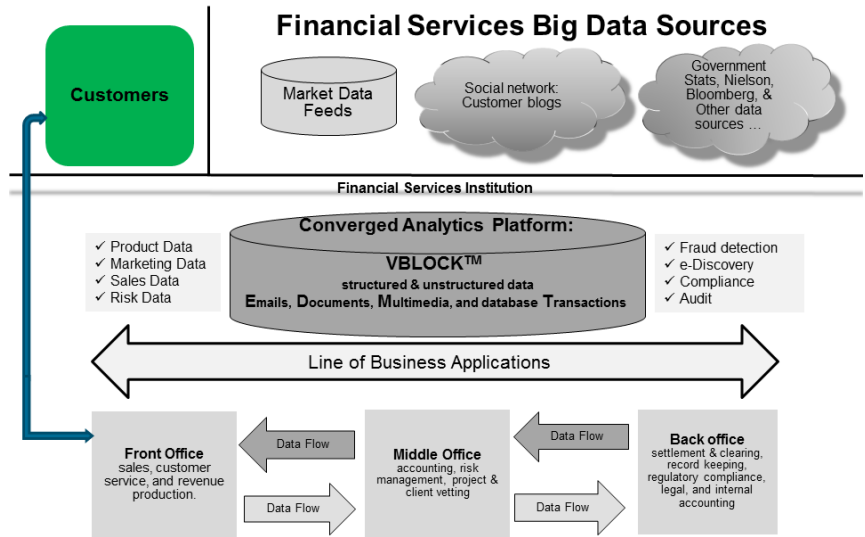 Financial Services Big Data Sources
Customers
Market Data
Feeds
Social network:
Customer blogs
Government
Stats, Nielson,
Bloomberg, &
Other data
sources …
Financial Services Institution
✓ Product Data
✓ Marketing Data
✓ Sales Data
✓ Risk Data
Converged Analytics Platform:
VBLOCK™
structured & unstructured data
Emails, Documents, Multimedia, and database Transactions
✓ Fraud detection
✓ e-Discovery
✓ Compliance
✓ Audit
Line of Business Applications
Front Office
sales, customer
service, and revenue
production.
Data Flow
Data Flow
Middle Office
accounting, risk
management, project &
client vetting
Data Flow
Data Flow
Back office
settlement & clearing,
record keeping,
regulatory compliance,
legal, and internal
accounting